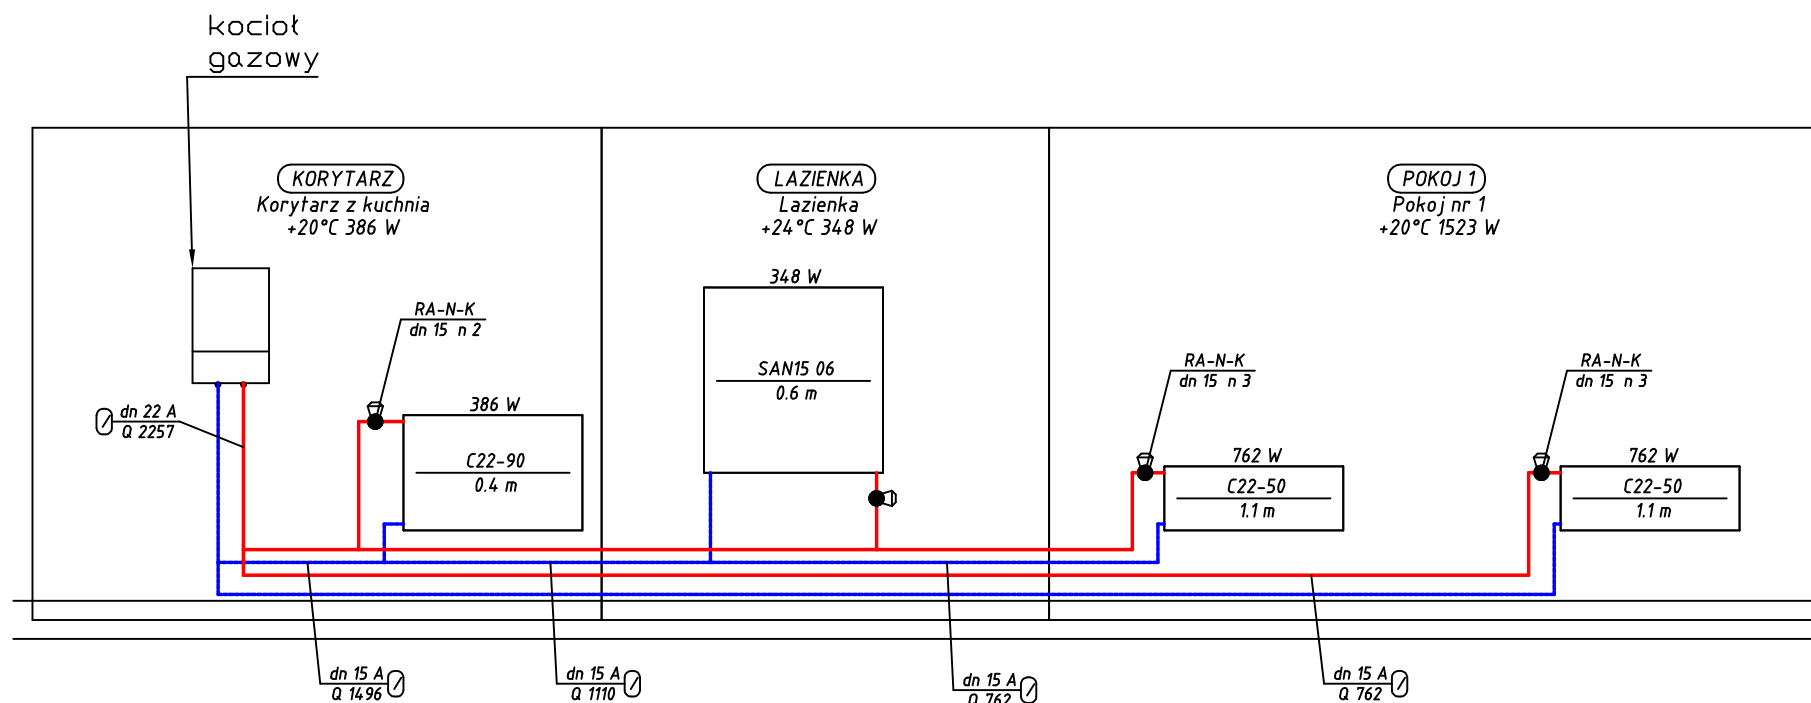 kocioł
gazowy
KORYTARZ
Korytarz z kuchnia
+20°C 386 W
LAZIENKA
Lazienka
+24°C 348 W
POKOJ 1
Pokoj nr 1
+20°C 1523 W
348 W
RA-N-K
dn 15 n 2
SAN15 06
0.6 m
RA-N-K
dn 15 n 3
RA-N-K
dn 15 n 3
dn 22 A
Q 2257
386 W
C22-90
0.4 m
762 W
C22-50
1.1 m
762 W
C22-50
1.1 m
dn 15 A
Q 1496
dn 15 A
Q 1110
dn 15 A
Q 762
dn 15 A
Q 762